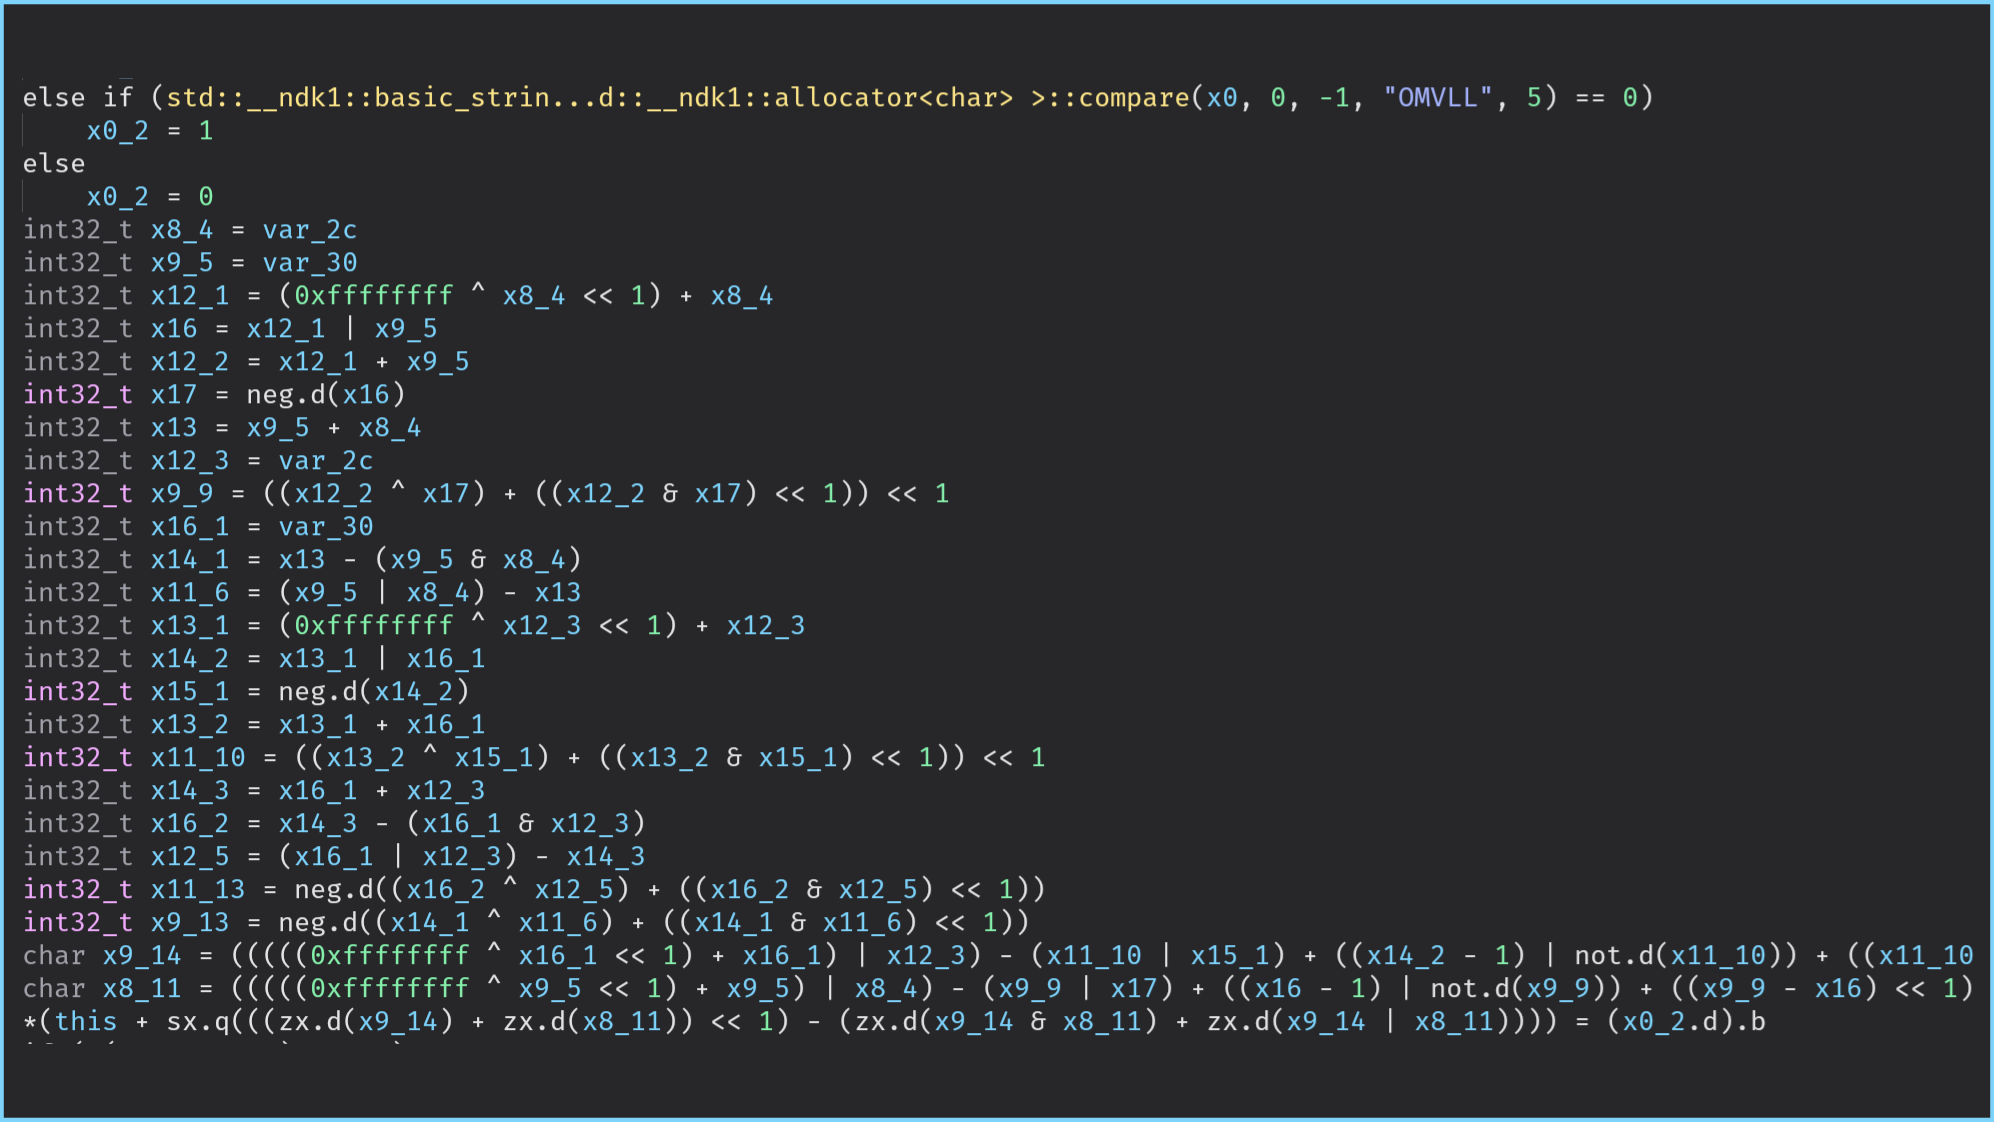 else if (std::__ndk1::basic_strin...d::__ndk1::allocator<char> >::compare(x0, 0, -1, "OMVLL", 5) == 0)
    x0_2 = 1
else
    x0_2 = 0
int32_t x8_4 = var_2c
int32_t x9_5 = var_30
int32_t x12_1 = (0xffffffff ^ x8_4 << 1) + x8_4
int32_t x16 = x12_1 | x9_5
int32_t x12_2 = x12_1 + x9_5
int32_t x17 = neg.d(x16)
int32_t x13 = x9_5 + x8_4
int32_t x12_3 = var_2c
int32_t x9_9 = ((x12_2 ^ x17) + ((x12_2 & x17) << 1)) << 1
int32_t x16_1 = var_30
int32_t x14_1 = x13 - (x9_5 & x8_4)
int32_t x11_6 = (x9_5 | x8_4) - x13
int32_t x13_1 = (0xffffffff ^ x12_3 << 1) + x12_3
int32_t x14_2 = x13_1 | x16_1
int32_t x15_1 = neg.d(x14_2)
int32_t x13_2 = x13_1 + x16_1
int32_t x11_10 = ((x13_2 ^ x15_1) + ((x13_2 & x15_1) << 1)) << 1
int32_t x14_3 = x16_1 + x12_3
int32_t x16_2 = x14_3 - (x16_1 & x12_3)
int32_t x12_5 = (x16_1 | x12_3) - x14_3
int32_t x11_13 = neg.d((x16_2 ^ x12_5) + ((x16_2 & x12_5) << 1))
int32_t x9_13 = neg.d((x14_1 ^ x11_6) + ((x14_1 & x11_6) << 1))
char x9_14 = (((((0xffffffff ^ x16_1 << 1) + x16_1) | x12_3) - (x11_10 | x15_1) + ((x14_2 - 1) | not.d(x11_10)) + ((x11_10
char x8_11 = (((((0xffffffff ^ x9_5 << 1) + x9_5) | x8_4) - (x9_9 | x17) + ((x16 - 1) | not.d(x9_9)) + ((x9_9 - x16) << 1)
*(this + sx.q(((zx.d(x9_14) + zx.d(x8_11)) << 1) - (zx.d(x9_14 & x8_11) + zx.d(x9_14 | x8_11)))) = (x0_2.d).b